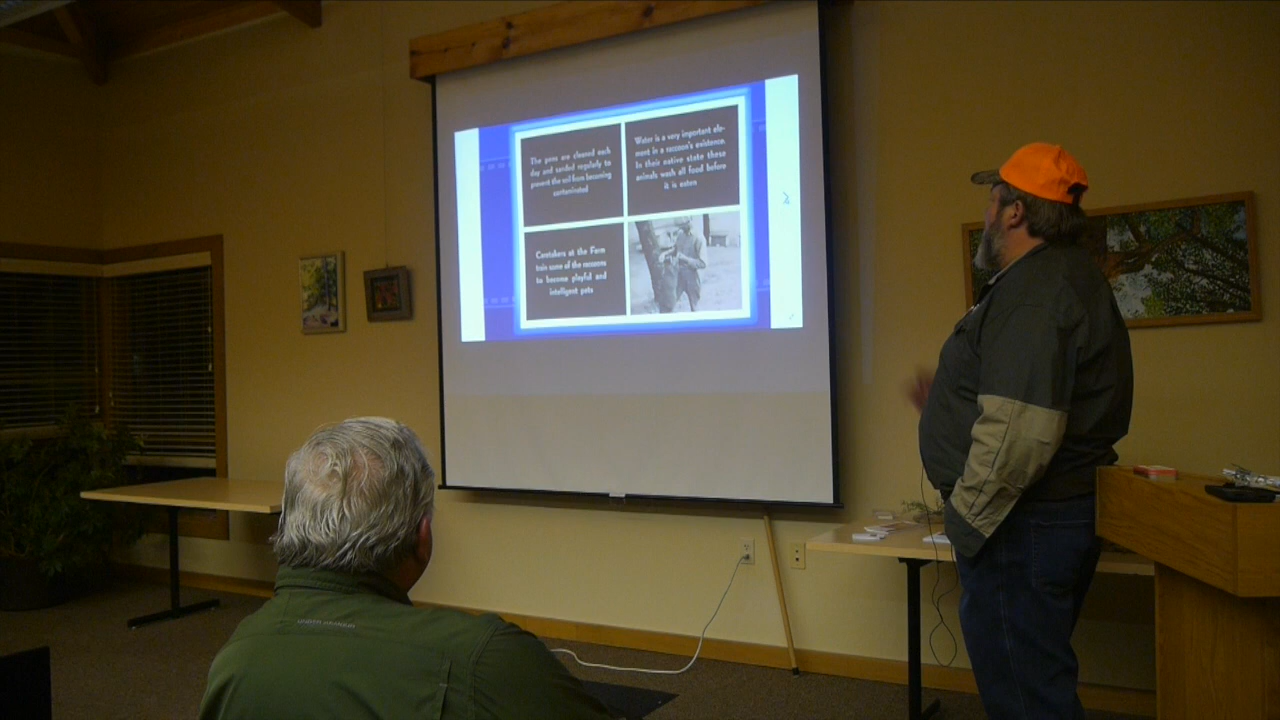 The pens are cleaned each
day and sanded regularly to
prevent the soil from becoming
contaminated
Water is a very important ele-
ment in a raccoon's existence.
In their native state these
animals wash all food before
it is eaten
Caretakers at the Farm
train some of the raccoons
to become playful and
intelligent pets
UNDER ARMOUR